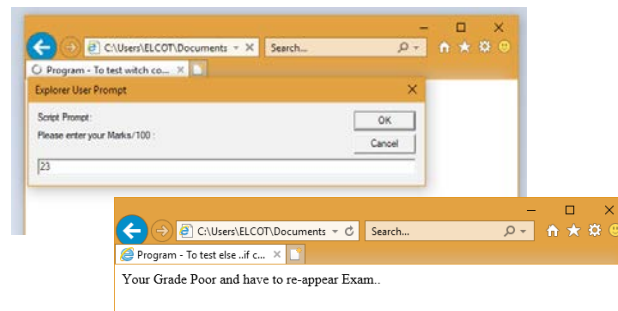 C:\Users\ELCOT\Documents
Search...
Program - To test witch co...
Explorer User Prompt
Script Prompt:
Please enter your Marks/100 :
OK
Cancel
23
C:\Users\ELCOT\Documents
Search...
Program - To test else ..if c...
Your Grade Poor and have to re-appear Exam..